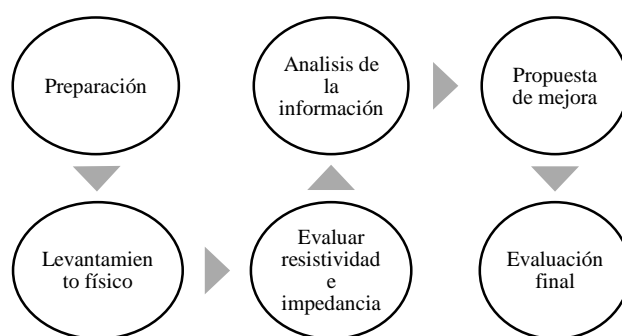 Preparación
Levantamien
to físico
Evaluar
resistividad
e
impedancia
Analisis de
la
información
Propuesta
de mejora
Evaluación
final